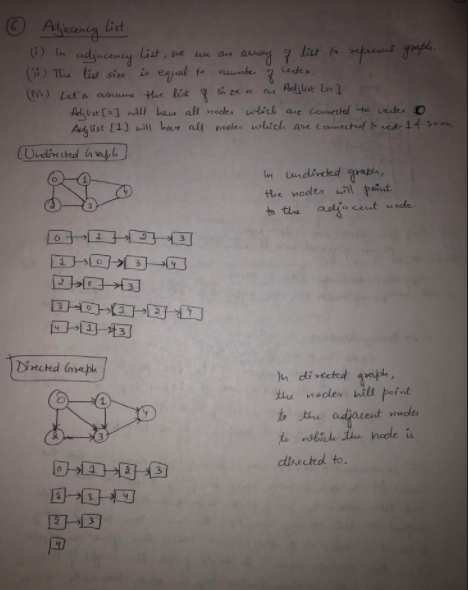 6 Adjacency List
(i) In adjacency list, we use an array of list to represent graph.
(ii) The list size is equal to number of vertex.
(iii) Let's assume the list of size n as Adjlist [n]
Adjlist [0] will have all nodes which are connected to vertex 0.
Adjlist [1] will have all nodes which are connected to vertex 1 & so on.
Undirected Graph
In undirected graph,
the nodes will point
to the adjacent node
0 1
4
2 3
0 1 2 3
1 0 3 4
2 0 3
3 0 1 2 4
4 1 3
Directed Graph
In directed graph,
the nodes will point
to the adjacent nodes
to which the node is
directed to.
0 1
4
2 3
0 1 2 3
1 3 4
2 3
4